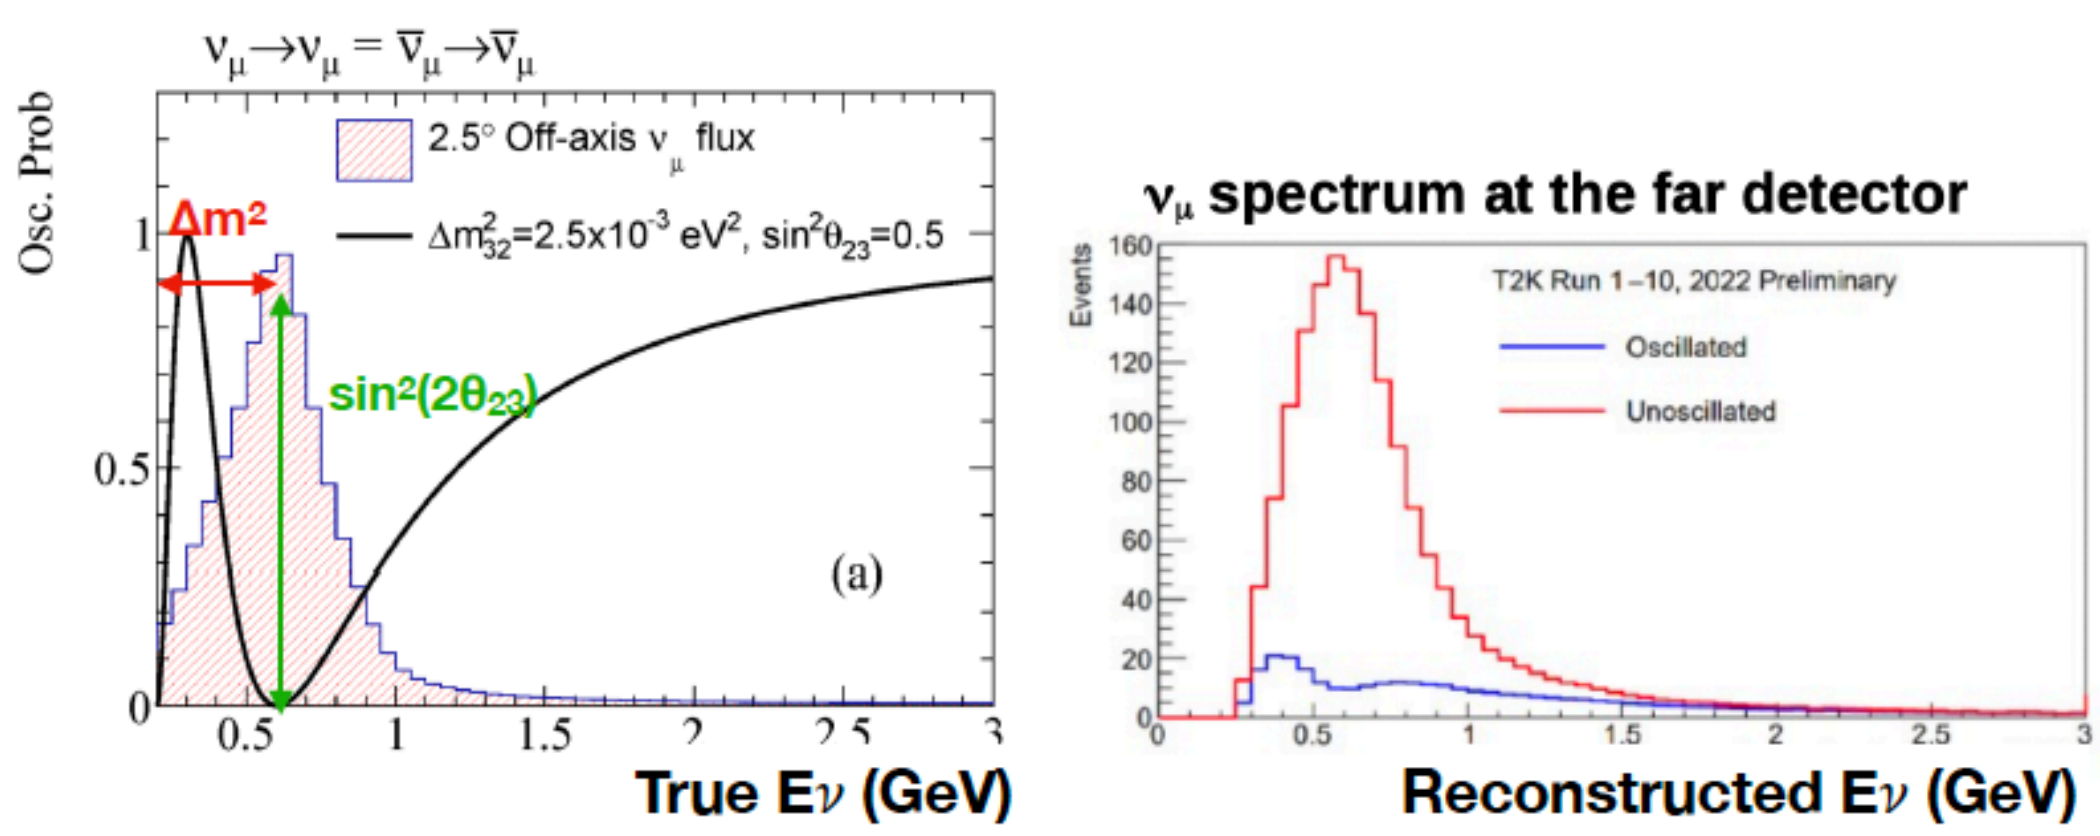 νμ→νμ = ν̅μ→ν̅μ
Osc. Prob
2.5° Off-axis νμ flux
Δm²32=2.5x10⁻³ eV², sin²θ23=0.5
Δm²
sin²(2θ23)
(a)
1
0.5
0
0.5 1 1.5 2 2.5 3
True Eν (GeV)
νμ spectrum at the far detector
Events
T2K Run 1–10, 2022 Preliminary
Oscillated
Unoscillated
160
140
120
100
80
60
40
20
0
0 0.5 1 1.5 2 2.5 3
Reconstructed Eν (GeV)